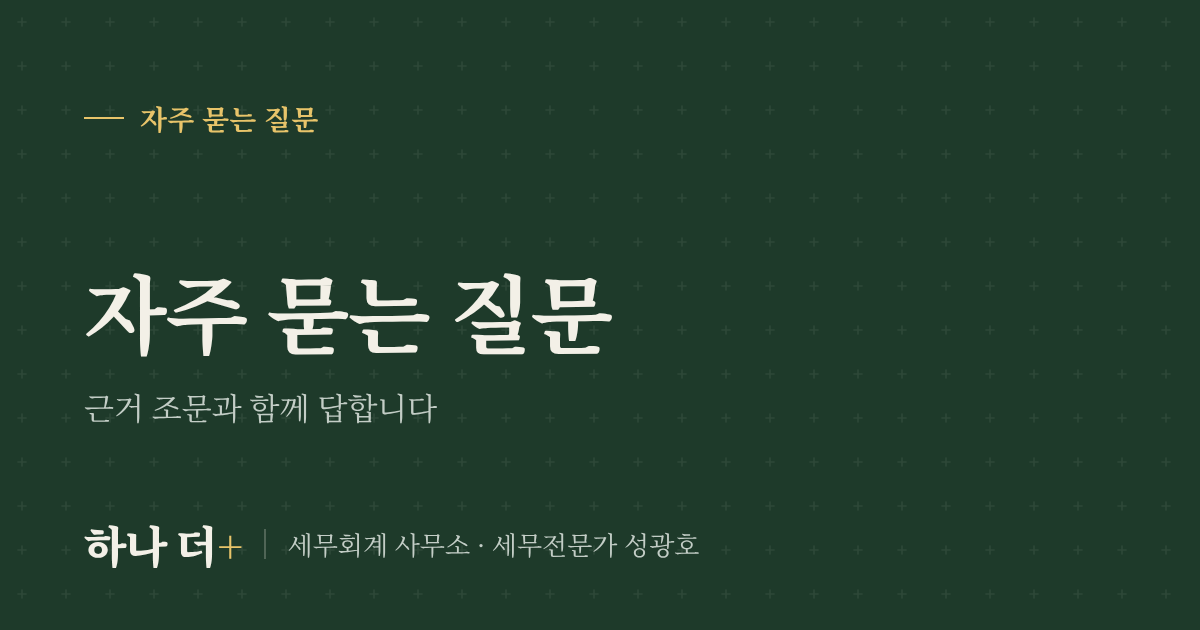 자주 묻는 질문
자주 묻는 질문
근거 조문과 함께 답합니다
하나 더+ 세무회계 사무소 · 세무전문가 성광호